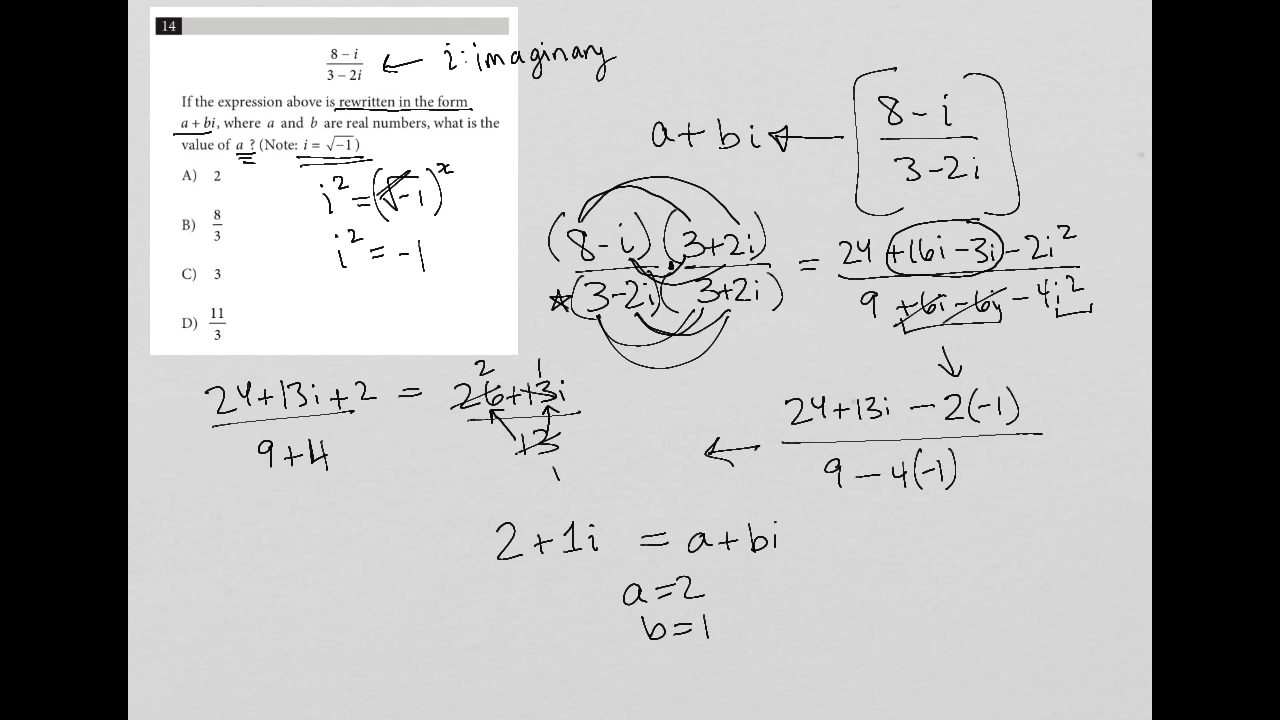 14
8 − i
3 − 2i
← i: imaginary
If the expression above is rewritten in the form
a + bi, where a and b are real numbers, what is the
value of a ? (Note: i = √−1)
A) 2
B) 8/3
C) 3
D) 11/3
i² = (√-1)²
i² = -1
a + bi ← [ 8 - i / 3 - 2i ]
(8 - i) · (3 + 2i) = 24 + 16i - 3i - 2i²
★ (3 - 2i) (3 + 2i) 9 + 6i - 6i - 4i²
↓
24 + 13i - 2(-1)
9 - 4(-1)
←
24 + 13i + 2 = 26 + 13i
9 + 4 13
2 1
1
2 + 1i = a + bi
a = 2
b = 1